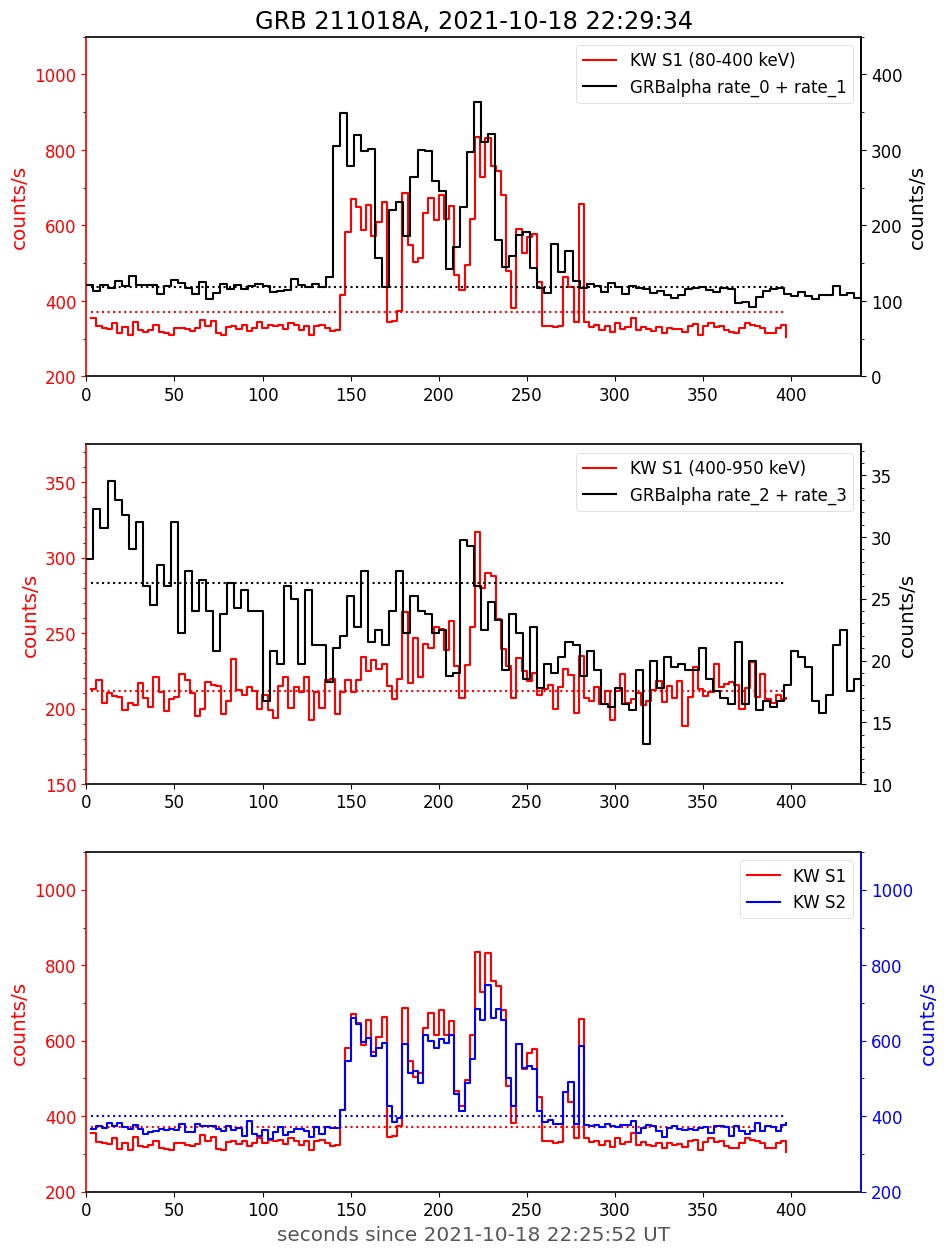 GRB 211018A, 2021-10-18 22:29:34
KW S1 (80-400 keV)
GRBalpha rate_0 + rate_1
counts/s
1000
800
600
400
200
400
300
200
100
0
counts/s
0 50 100 150 200 250 300 350 400
KW S1 (400-950 keV)
GRBalpha rate_2 + rate_3
counts/s
350
300
250
200
150
35
30
25
20
15
10
counts/s
0 50 100 150 200 250 300 350 400
KW S1
KW S2
counts/s
1000
800
600
400
200
1000
800
600
400
200
counts/s
0 50 100 150 200 250 300 350 400
seconds since 2021-10-18 22:25:52 UT